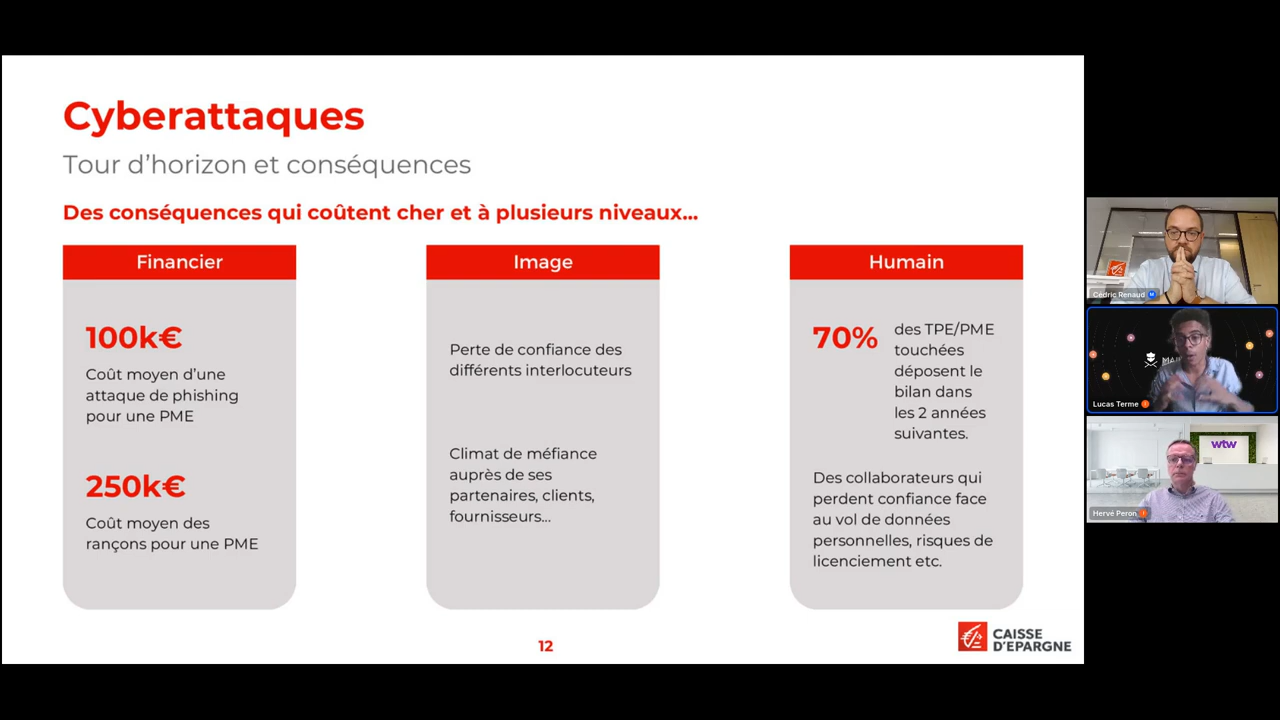 Cyberattaques
Tour d’horizon et conséquences
Des conséquences qui coûtent cher et à plusieurs niveaux...
Financier
100k€
Coût moyen d’une
attaque de phishing
pour une PME
250k€
Coût moyen des
rançons pour une PME
Image
Perte de confiance des
différents interlocuteurs
Climat de méfiance
auprès de ses
partenaires, clients,
fournisseurs...
Humain
70%
des TPE/PME
touchées
déposent le
bilan dans
les 2 années
suivantes.
Des collaborateurs qui
perdent confiance face
au vol de données
personnelles, risques de
licenciement etc.
12
CAISSE
D'EPARGNE
Cédric Renaud
Lucas Terme
wtw
Hervé Peron